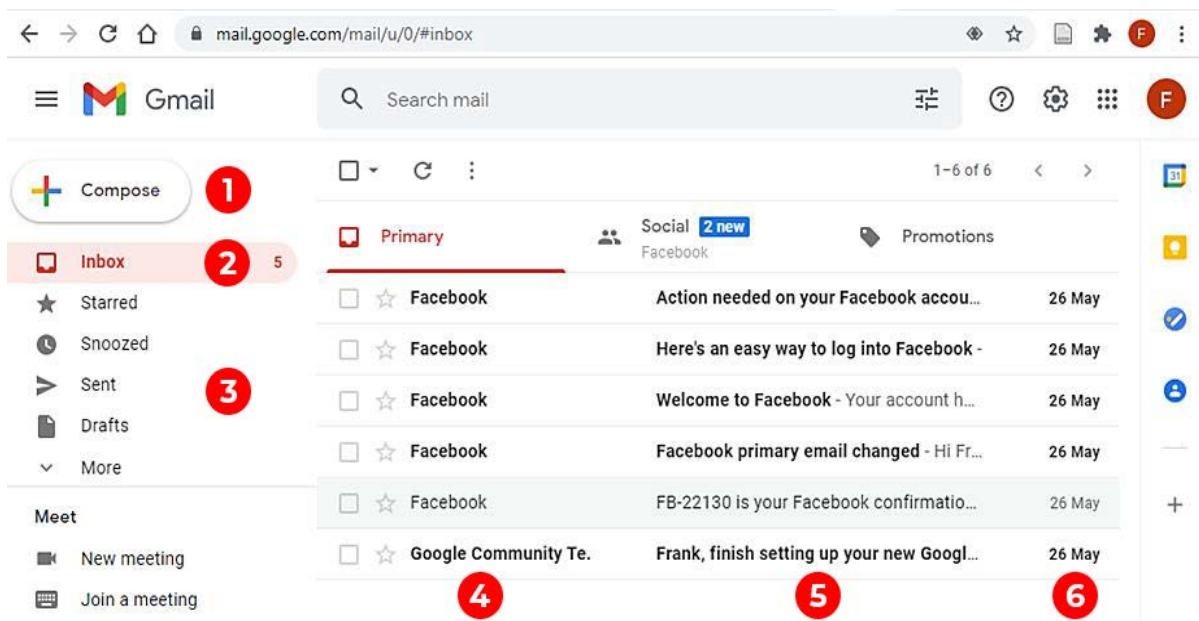 mail.google.com/mail/u/0/#inbox
F
Gmail
Search mail
F
Compose
1
1–6 of 6
31
Primary
Social 2 new
Facebook
Promotions
Inbox 2 5
Starred
Snoozed
Sent
3
Drafts
More
Facebook Action needed on your Facebook accou... 26 May
Facebook Here's an easy way to log into Facebook - 26 May
Facebook Welcome to Facebook - Your account h... 26 May
Facebook Facebook primary email changed - Hi Fr... 26 May
Facebook FB-22130 is your Facebook confirmatio... 26 May
Google Community Te. Frank, finish setting up your new Googl... 26 May
4 5 6
Meet
New meeting
Join a meeting